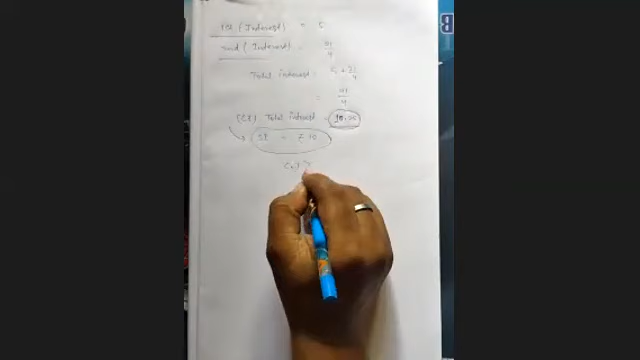 1st (Interest) = 5
2nd (Interest) = 21/4
Total interest = 5 + 21/4
= 41/4
(CI) Total interest = 10.25
SI = ₹ 10
B